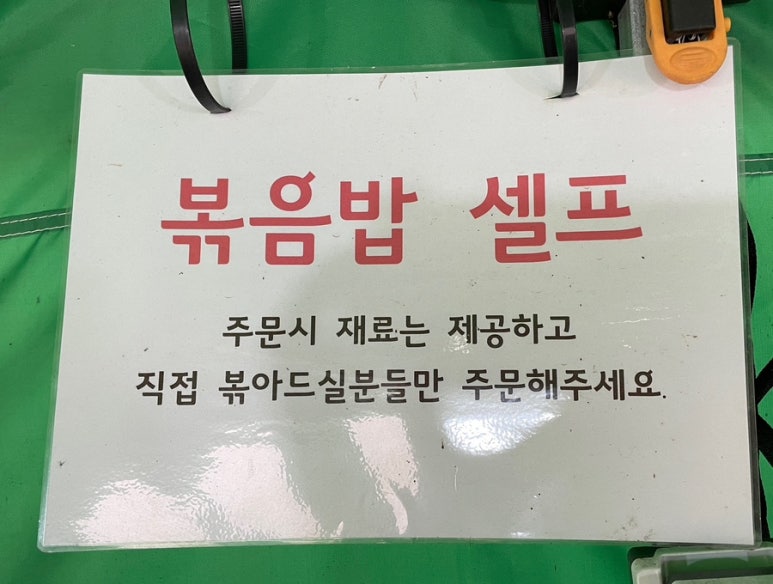 볶음밥 셀프
주문시 재료는 제공하고
직접 볶아드실분들만 주문해주세요.